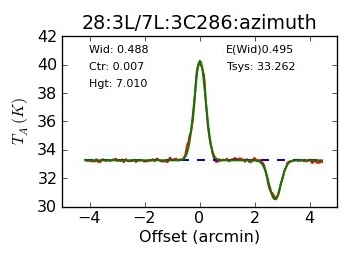 28:3L/7L:3C286:azimuth
Wid: 0.488 E(Wid)0.495
Ctr: 0.007 Tsys: 33.262
Hgt: 7.010
T_A (K)
42
40
38
36
34
32
30
−4 −2 0 2 4
Offset (arcmin)